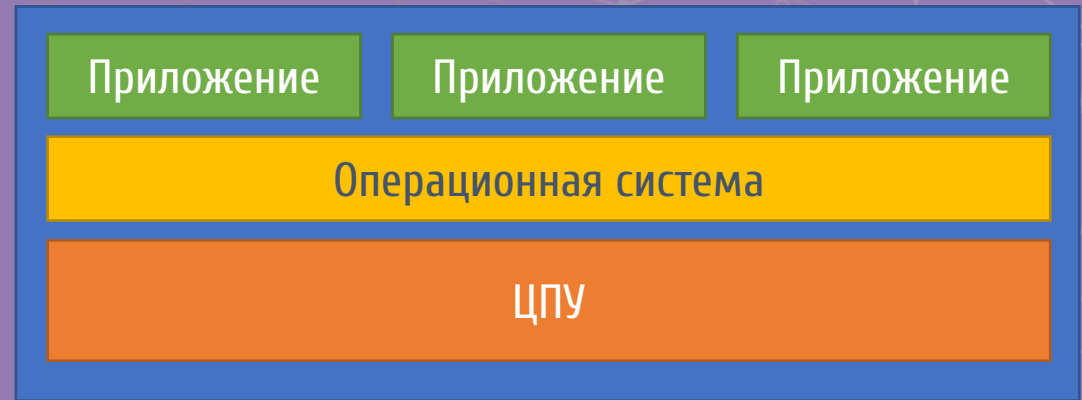 Приложение Приложение Приложение
Операционная система
ЦПУ